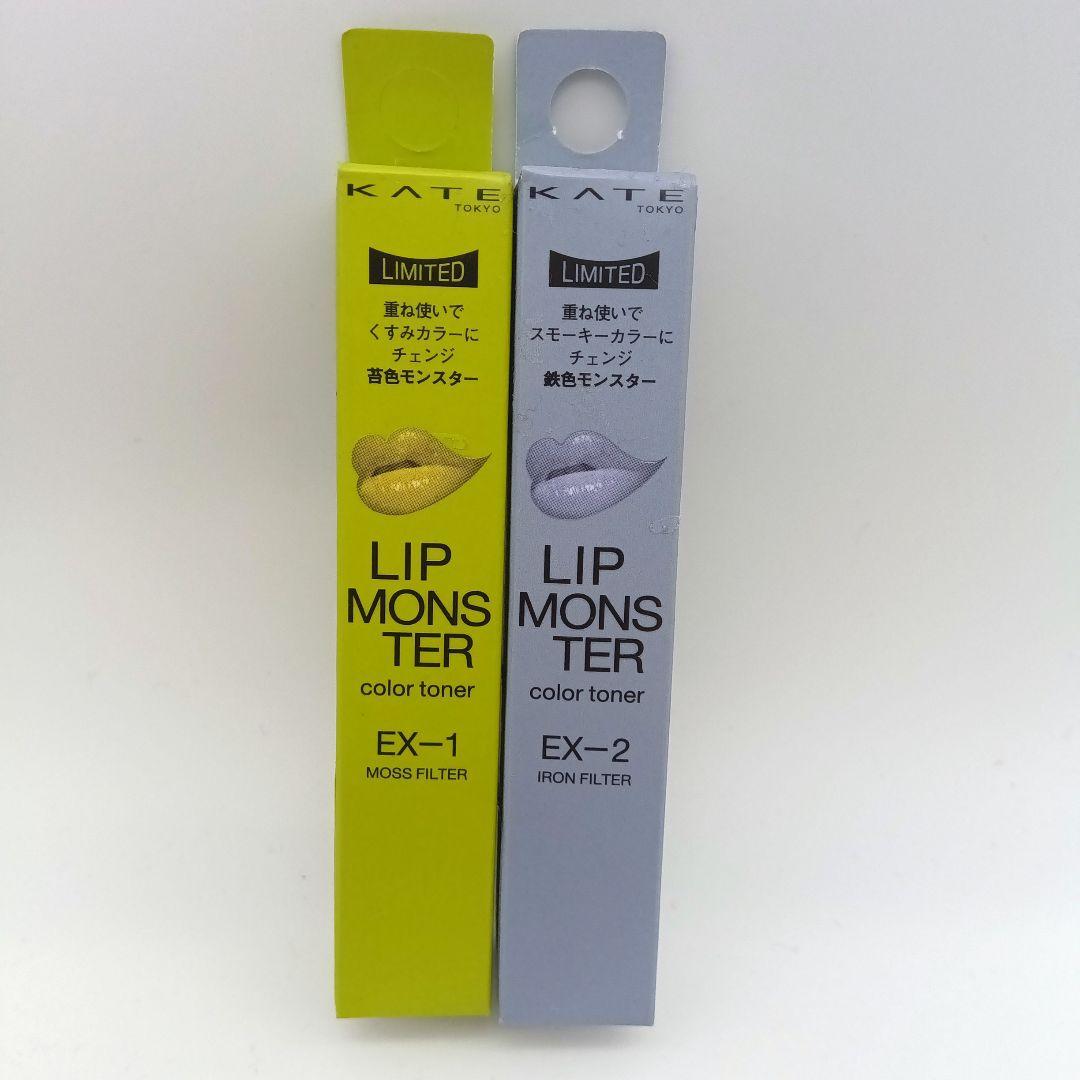 KATE
TOKYO
LIMITED
重ね使いで
くすみカラーに
チェンジ
苔色モンスター
LIP
MONS
TER
color toner
EX–1
MOSS FILTER
KATE
TOKYO
LIMITED
重ね使いで
スモーキーカラーに
チェンジ
鉄色モンスター
LIP
MONS
TER
color toner
EX–2
IRON FILTER